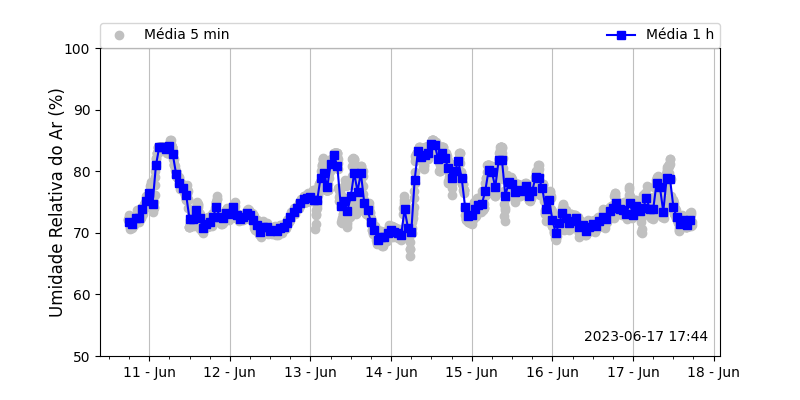 Média 5 min
Média 1 h
Umidade Relativa do Ar (%)
100
90
80
70
60
50
2023-06-17 17:44
11 - Jun
12 - Jun
13 - Jun
14 - Jun
15 - Jun
16 - Jun
17 - Jun
18 - Jun